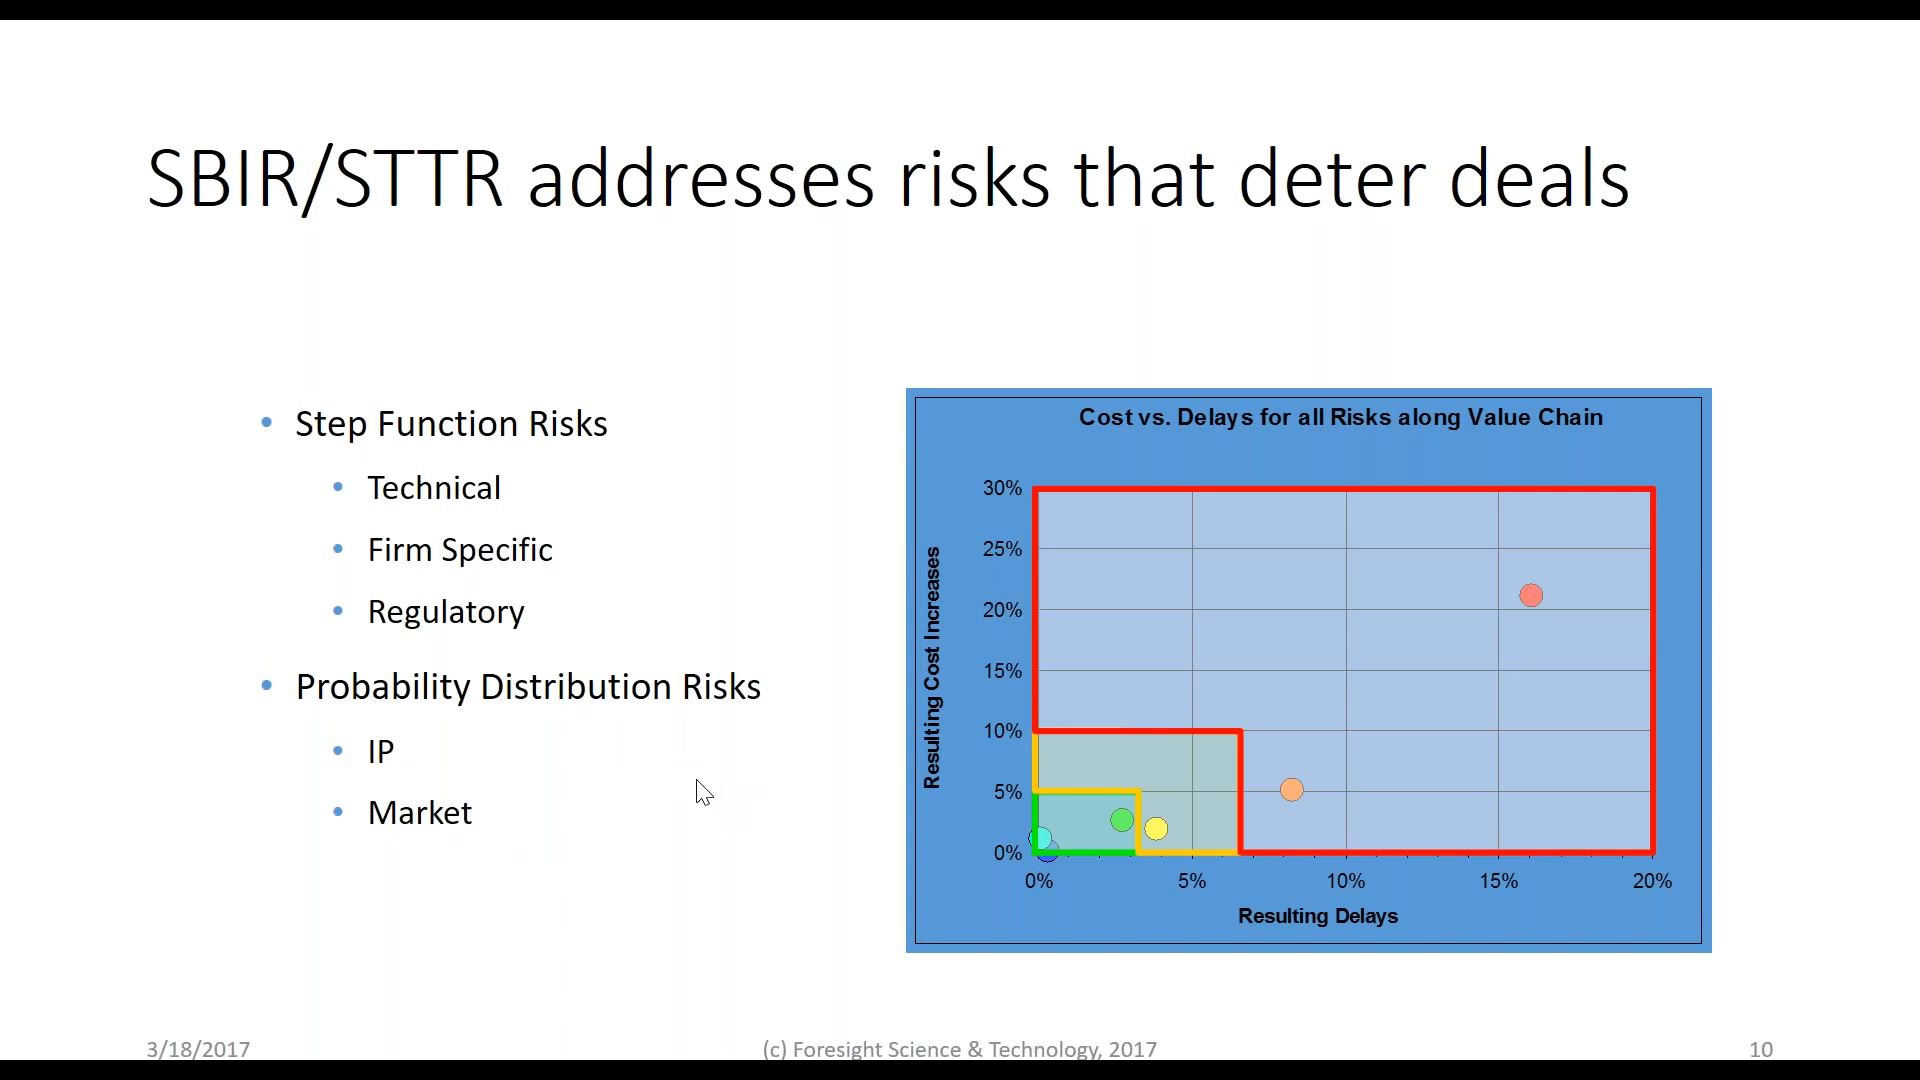 SBIR/STTR addresses risks that deter deals
• Step Function Risks
• Technical
• Firm Specific
• Regulatory
• Probability Distribution Risks
• IP
• Market
Cost vs. Delays for all Risks along Value Chain
Resulting Cost Increases
30%
25%
20%
15%
10%
5%
0%
0% 5% 10% 15% 20%
Resulting Delays
3/18/2017
(c) Foresight Science & Technology, 2017
10